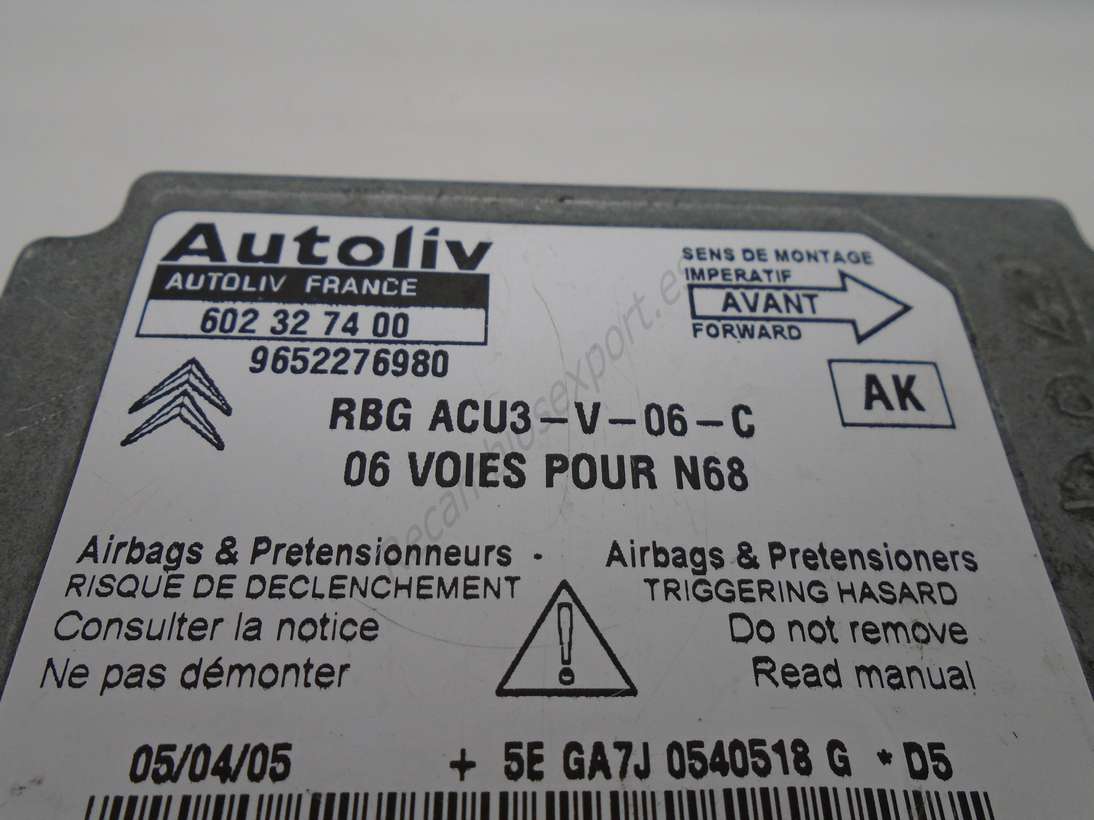 Autoliv
AUTOLIV FRANCE
602 32 74 00
9652276980
SENS DE MONTAGE
IMPERATIF
AVANT
FORWARD
AK
RBG ACU3-V-06-C
06 VOIES POUR N68
Airbags & Pretensionneurs -
RISQUE DE DECLENCHEMENT
Consulter la notice
Ne pas démonter
Airbags & Pretensioners
TRIGGERING HASARD
Do not remove
Read manual
!
05/04/05 + 5E GA7J 0540518 G * D5
recambiosexport.es